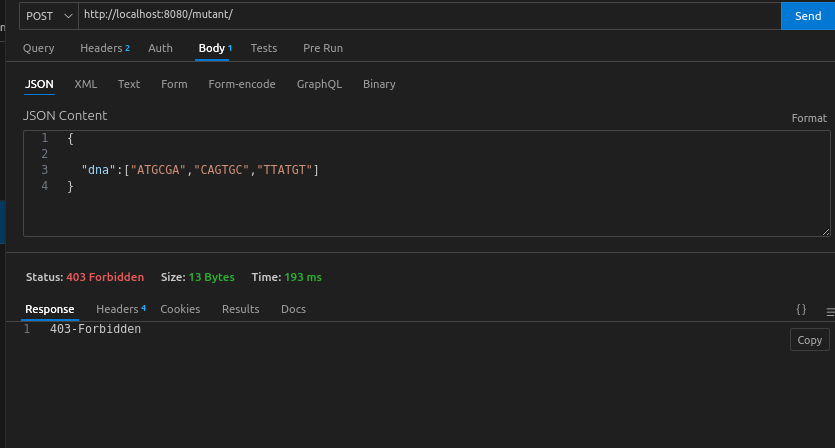 POST http://localhost:8080/mutant/ Send
Query Headers 2 Auth Body 1 Tests Pre Run
JSON XML Text Form Form-encode GraphQL Binary
JSON Content
Format
1 {
2
3 "dna":["ATGCGA","CAGTGC","TTATGT"]
4 }
Status: 403 Forbidden Size: 13 Bytes Time: 193 ms
Response Headers 4 Cookies Results Docs {}
1 403-Forbidden
Copy